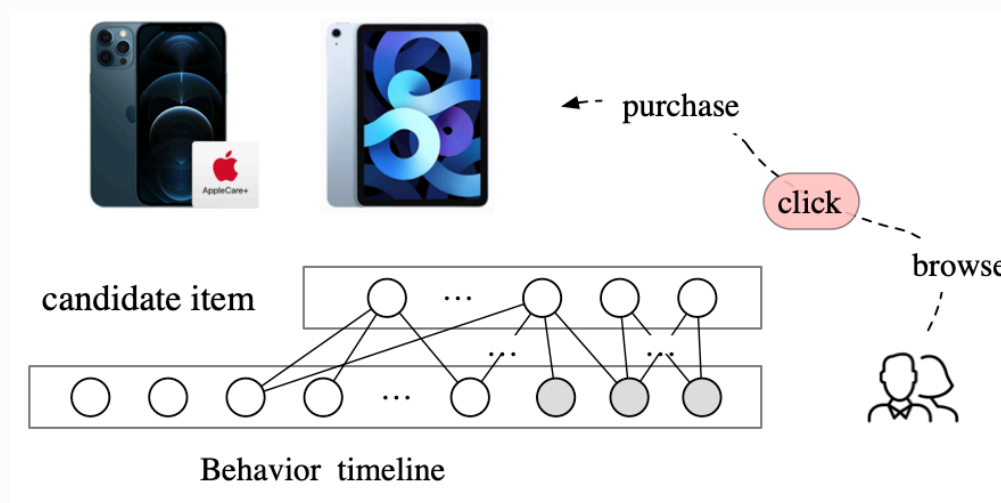 AppleCare+
purchase
click
browse
candidate item
...
...
...
...
Behavior timeline